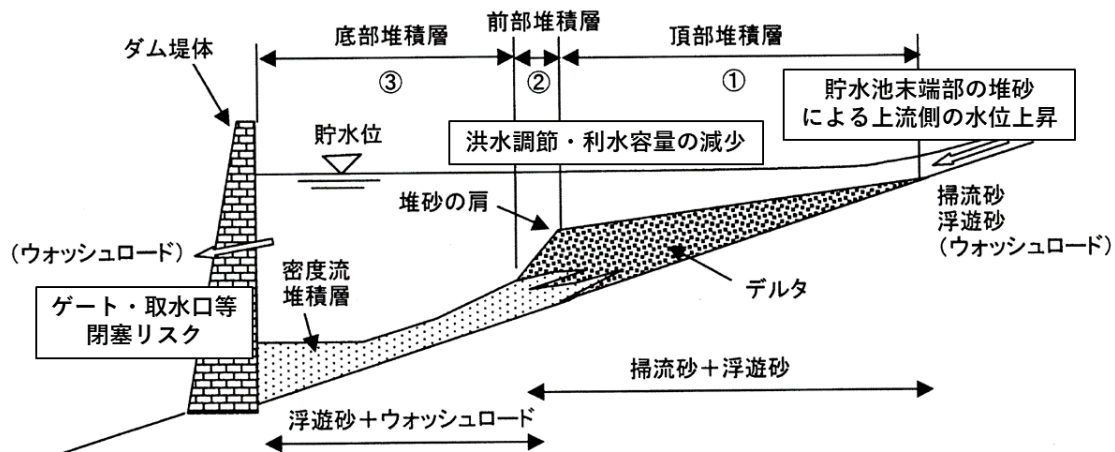 前部堆積層
ダム堤体
底部堆積層
頂部堆積層
③
②
①
貯水池末端部の堆砂
による上流側の水位上昇
貯水位
洪水調節・利水容量の減少
堆砂の肩
掃流砂
浮遊砂
(ウォッシュロード)
(ウォッシュロード)
密度流
堆積層
デルタ
ゲート・取水口等
閉塞リスク
掃流砂+浮遊砂
浮遊砂+ウォッシュロード